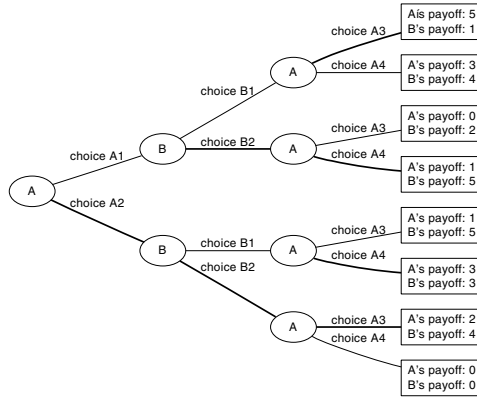 A's payoff: 5
B's payoff: 1
choice A3
A
choice A4
A's payoff: 3
B's payoff: 4
choice B1
A's payoff: 0
B's payoff: 2
choice A3
choice A1
B
choice B2
A
choice A4
A's payoff: 1
B's payoff: 5
A
choice A2
A's payoff: 1
B's payoff: 5
choice A3
B
choice B1
A
choice A4
choice B2
A's payoff: 3
B's payoff: 3
A's payoff: 2
B's payoff: 4
choice A3
A
choice A4
A's payoff: 0
B's payoff: 0